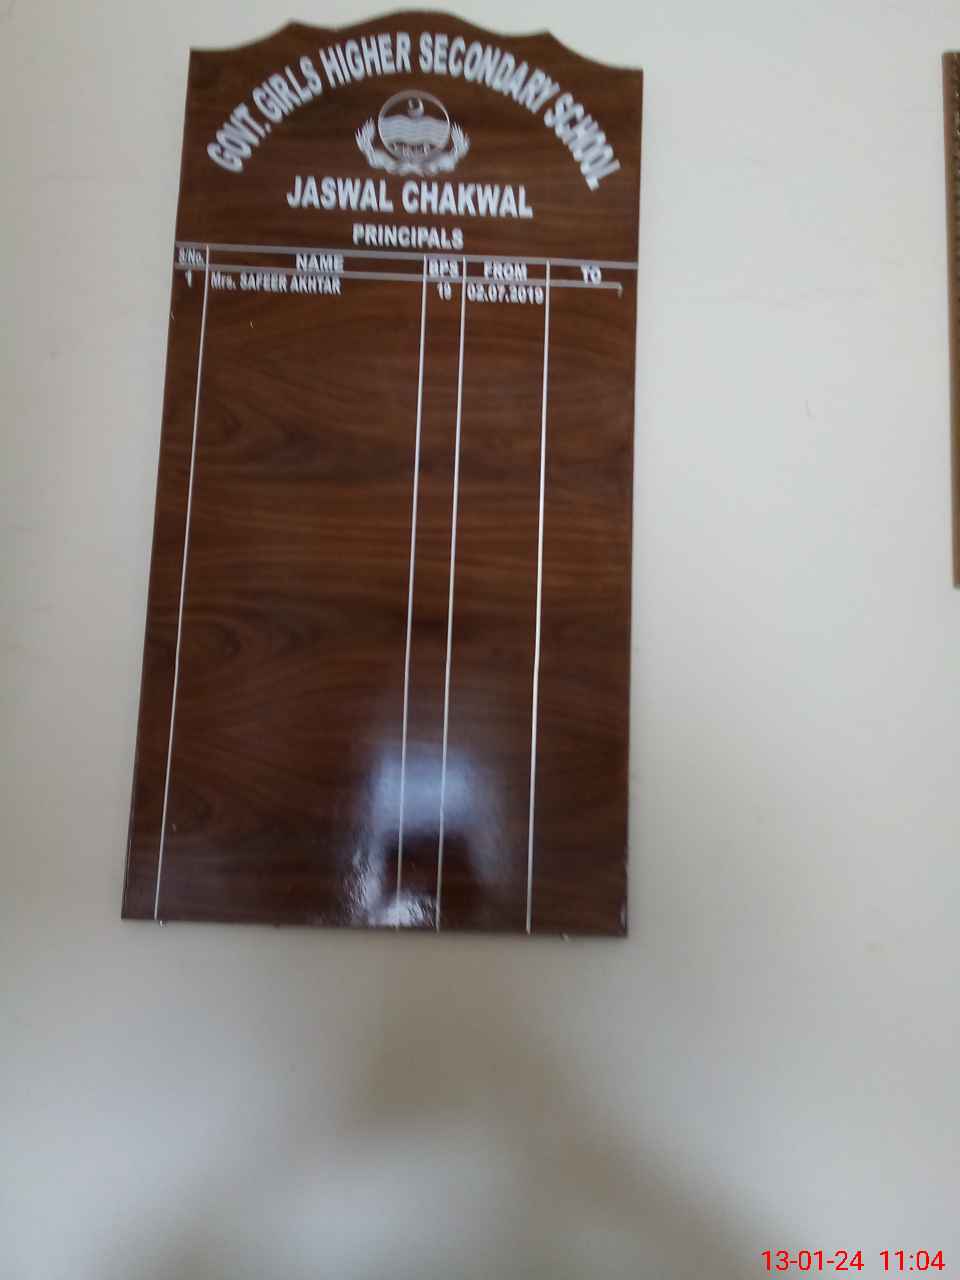 GOVT. GIRLS HIGHER SECONDARY SCHOOL
JASWAL CHAKWAL
PRINCIPALS
S/No. NAME BPS FROM TO
1 Mrs. SAFEER AKHTAR 19 02.07.2019
13-01-24 11:04